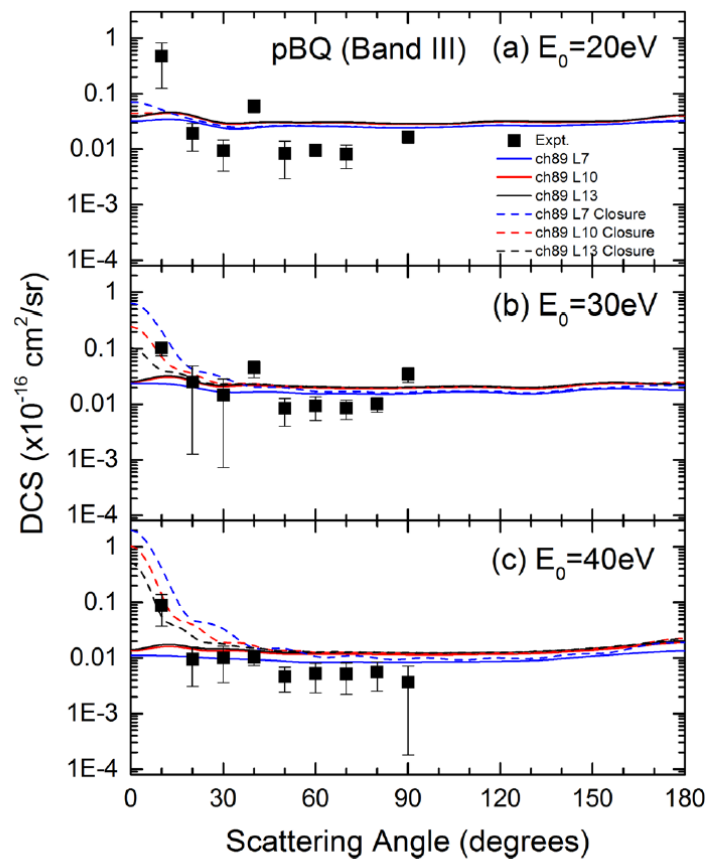 pBQ (Band III) (a) E₀=20eV
1
0.1
0.01
1E-3
1E-4
Expt.
ch89 L7
ch89 L10
ch89 L13
ch89 L7 Closure
ch89 L10 Closure
ch89 L13 Closure
(b) E₀=30eV
1
0.1
0.01
1E-3
1E-4
(c) E₀=40eV
1
0.1
0.01
1E-3
1E-4
DCS (x10⁻¹⁶ cm²/sr)
0 30 60 90 120 150 180
Scattering Angle (degrees)